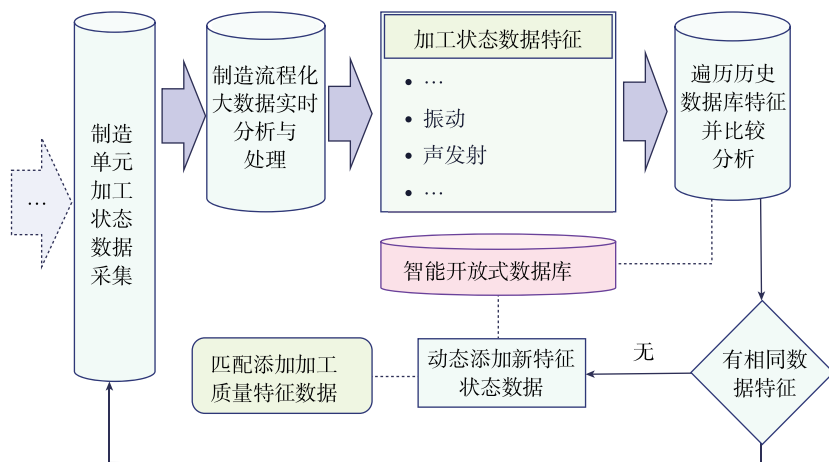 …
制造
单元
加工
状态
数据
采集
制造流程化
大数据实时
分析与
处理
加工状态数据特征
• …
• 振动
• 声发射
• …
遍历历史
数据库特征
并比较
分析
智能开放式数据库
匹配添加加工
质量特征数据
动态添加新特征
状态数据
无
有相同数
据特征